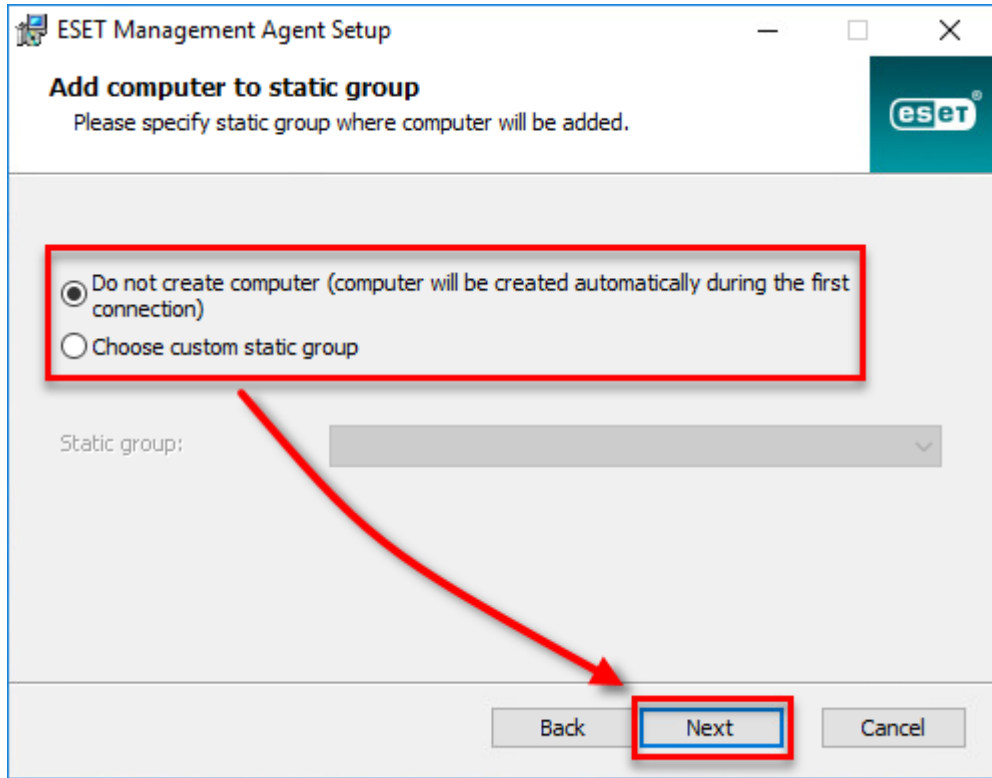 ESET Management Agent Setup
Add computer to static group
Please specify static group where computer will be added.
eset®
Do not create computer (computer will be created automatically during the first
connection)
Choose custom static group
Static group:
Back Next Cancel